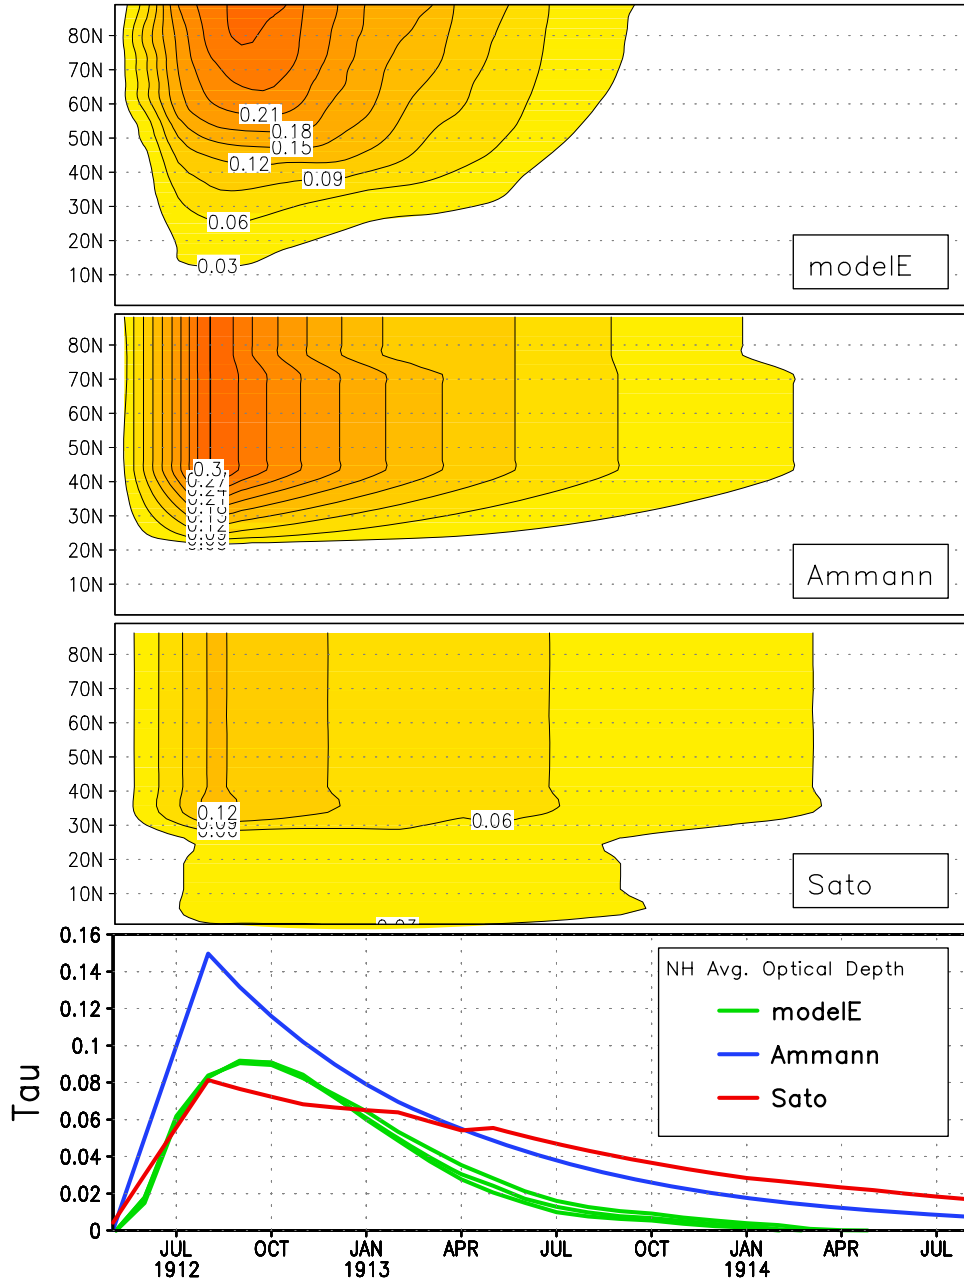 80N
70N
60N
50N
40N
30N
20N
10N
0.21
0.18
0.15
0.12
0.09
0.06
0.03
modelE
80N
70N
60N
50N
40N
30N
20N
10N
0.3
0.27
Ammann
80N
70N
60N
50N
40N
30N
20N
10N
0.12
0.06
Sato
0.16
0.14
0.12
0.1
0.08
0.06
0.04
0.02
0
Tau
NH Avg. Optical Depth
modelE
Ammann
Sato
JUL OCT JAN APR JUL OCT JAN APR JUL
1912 1913 1914